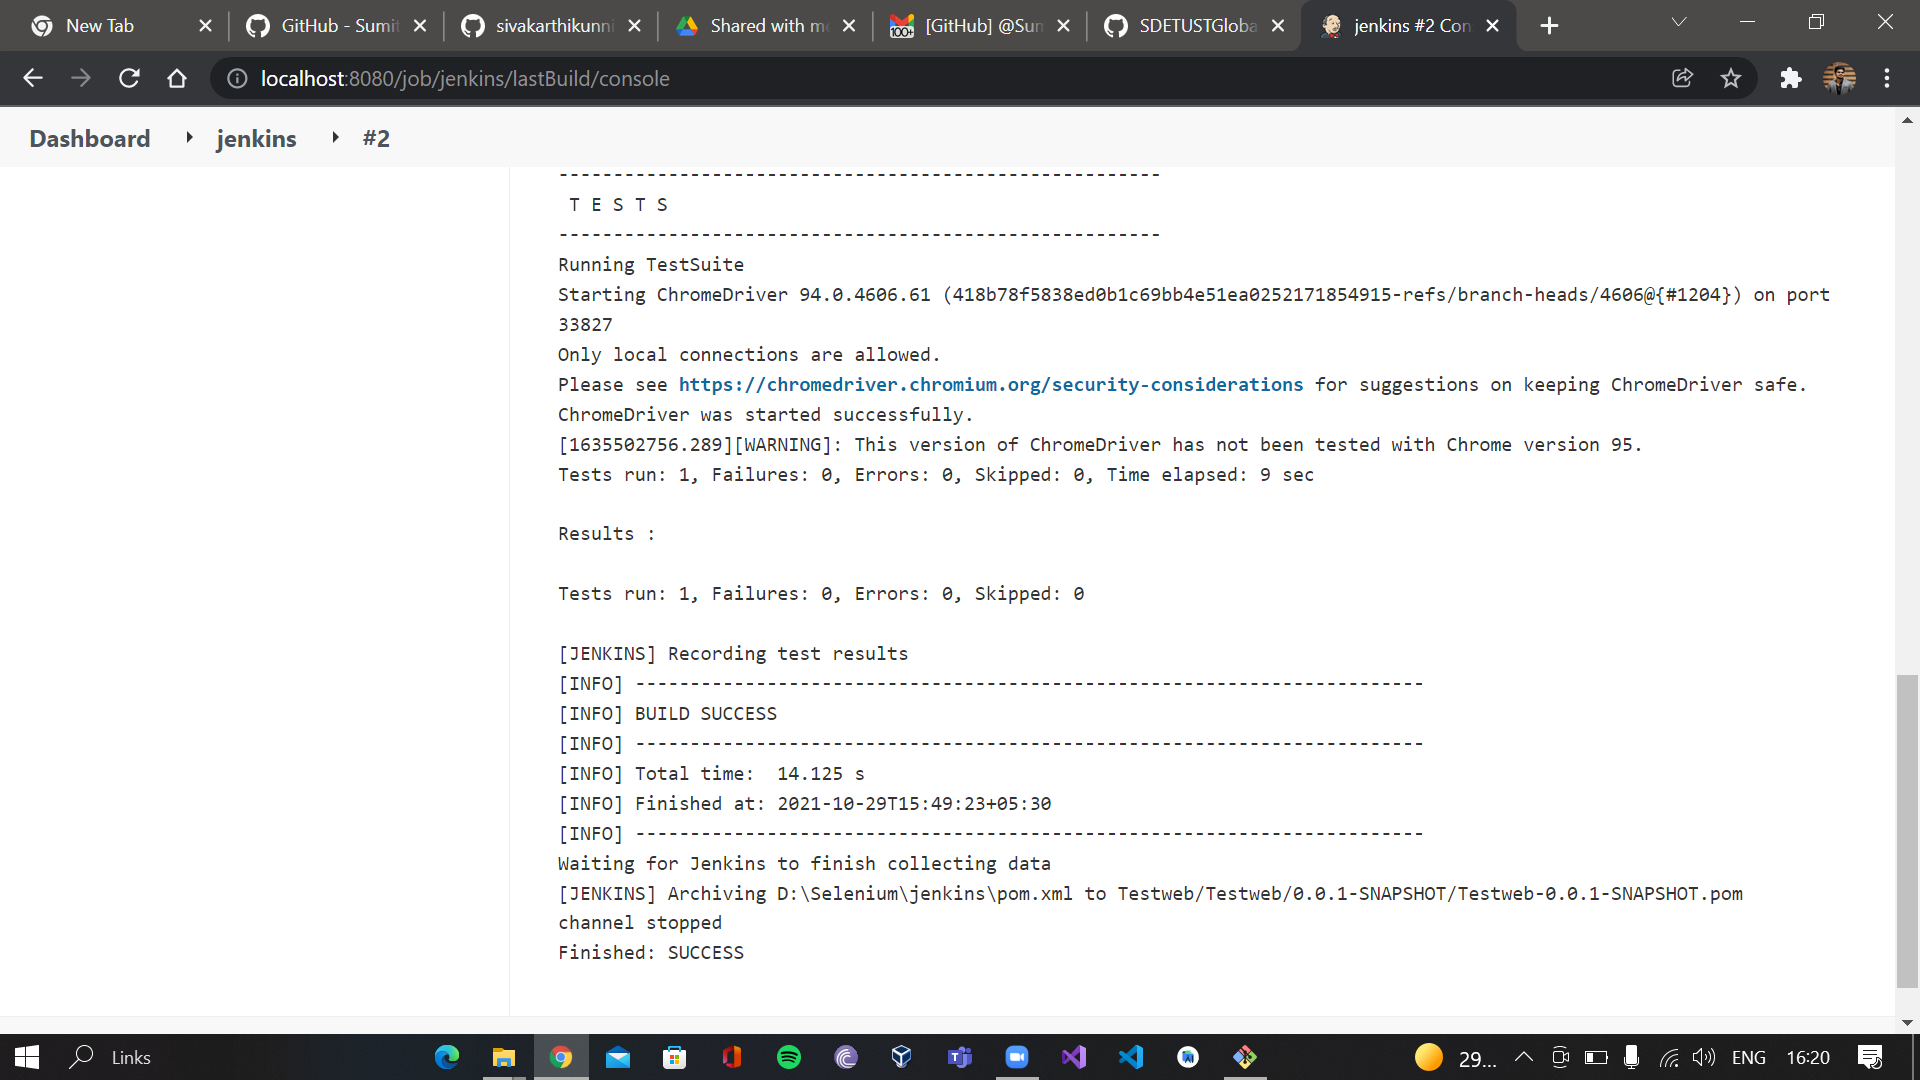 New Tab
GitHub - Sumit
sivakarthikunni
Shared with me
[GitHub] @Sum
SDETUSTGloba
jenkins #2 Con
localhost:8080/job/jenkins/lastBuild/console
Dashboard jenkins #2
------------------------------------------------------- 
T E S T S
-------------------------------------------------------
Running TestSuite
Starting ChromeDriver 94.0.4606.61 (418b78f5838ed0b1c69bb4e51ea0252171854915-refs/branch-heads/4606@{#1204}) on port
33827
Only local connections are allowed.
Please see https://chromedriver.chromium.org/security-considerations for suggestions on keeping ChromeDriver safe.
ChromeDriver was started successfully.
[1635502756.289][WARNING]: This version of ChromeDriver has not been tested with Chrome version 95.
Tests run: 1, Failures: 0, Errors: 0, Skipped: 0, Time elapsed: 9 sec
Results :
Tests run: 1, Failures: 0, Errors: 0, Skipped: 0
[JENKINS] Recording test results
[INFO] ------------------------------------------------------------------------
[INFO] BUILD SUCCESS
[INFO] ------------------------------------------------------------------------
[INFO] Total time:  14.125 s
[INFO] Finished at: 2021-10-29T15:49:23+05:30
[INFO] ------------------------------------------------------------------------
Waiting for Jenkins to finish collecting data
[JENKINS] Archiving D:\Selenium\jenkins\pom.xml to Testweb/Testweb/0.0.1-SNAPSHOT/Testweb-0.0.1-SNAPSHOT.pom
channel stopped
Finished: SUCCESS
Links
29... ENG 16:20